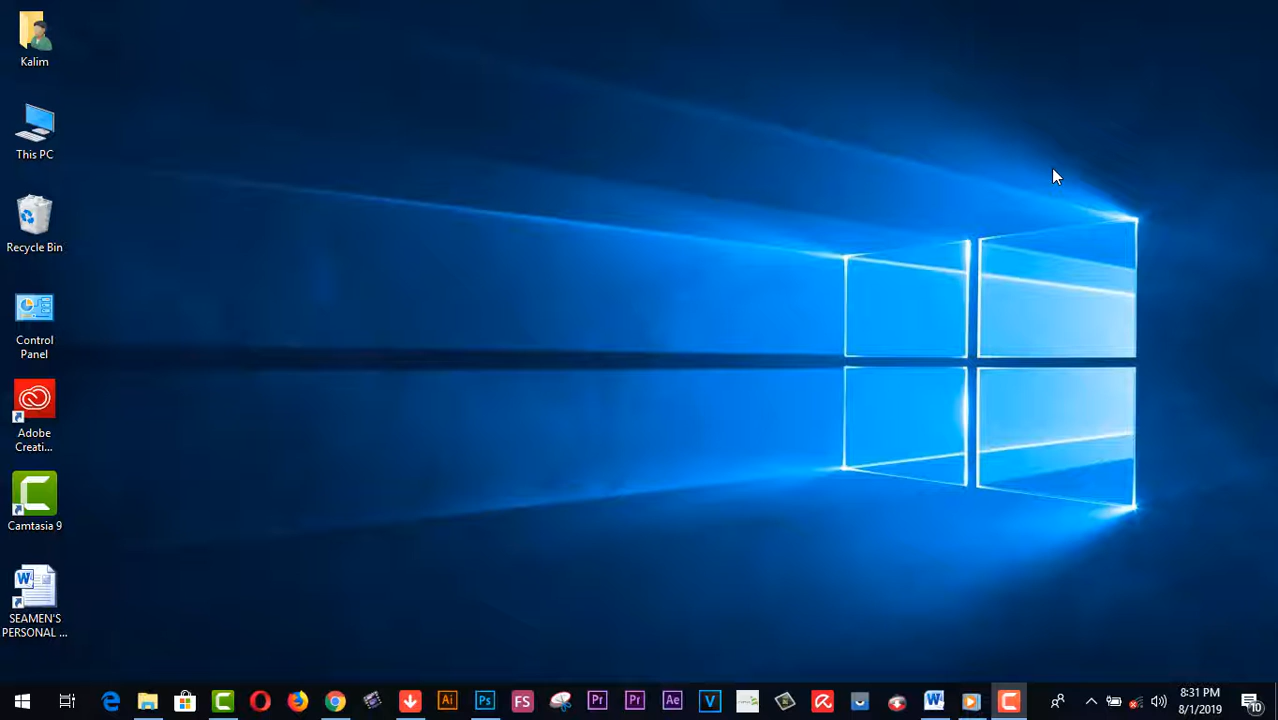 Kalim
This PC
Recycle Bin
Control
Panel
Adobe
Creati...
Camtasia 9
SEAMEN'S
PERSONAL ...
Ai
Ps
FS
Pr
Pr
Ae
V
W
8:31 PM
8/1/2019
10